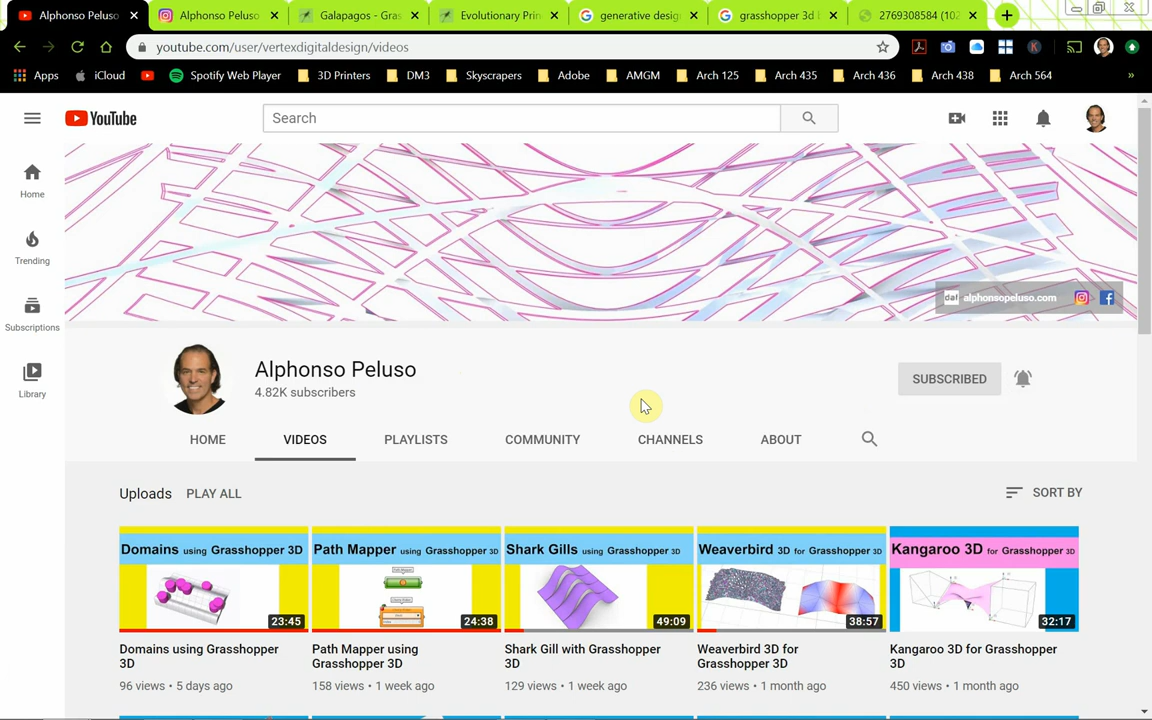 Alphonso Peluso
Alphonso Peluso
Galapagos - Gras
Evolutionary Prin
generative desig
grasshopper 3d l
2769308584 (102
youtube.com/user/vertexdigitaldesign/videos
Apps
iCloud
Spotify Web Player
3D Printers
DM3
Skyscrapers
Adobe
AMGM
Arch 125
Arch 435
Arch 436
Arch 438
Arch 564
»
YouTube
Search
Home
Trending
Subscriptions
Library
da! alphonsopeluso.com
Alphonso Peluso
4.82K subscribers
SUBSCRIBED
HOME
VIDEOS
PLAYLISTS
COMMUNITY
CHANNELS
ABOUT
Uploads
PLAY ALL
SORT BY
Domains using Grasshopper 3D
23:45
Path Mapper using Grasshopper 3D
Path Mapper
24:38
Shark Gills using Grasshopper 3D
49:09
Weaverbird 3D for Grasshopper 3D
38:57
Kangaroo 3D for Grasshopper 3D
32:17
Domains using Grasshopper
3D
96 views • 5 days ago
Path Mapper using
Grasshopper 3D
158 views • 1 week ago
Shark Gill with Grasshopper
3D
129 views • 1 week ago
Weaverbird 3D for
Grasshopper 3D
236 views • 1 month ago
Kangaroo 3D for Grasshopper
3D
450 views • 1 month ago